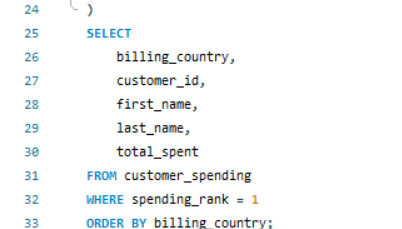 24 )
25 SELECT
26 billing_country,
27 customer_id,
28 first_name,
29 last_name,
30 total_spent
31 FROM customer_spending
32 WHERE spending_rank = 1
33 ORDER BY billing_country;